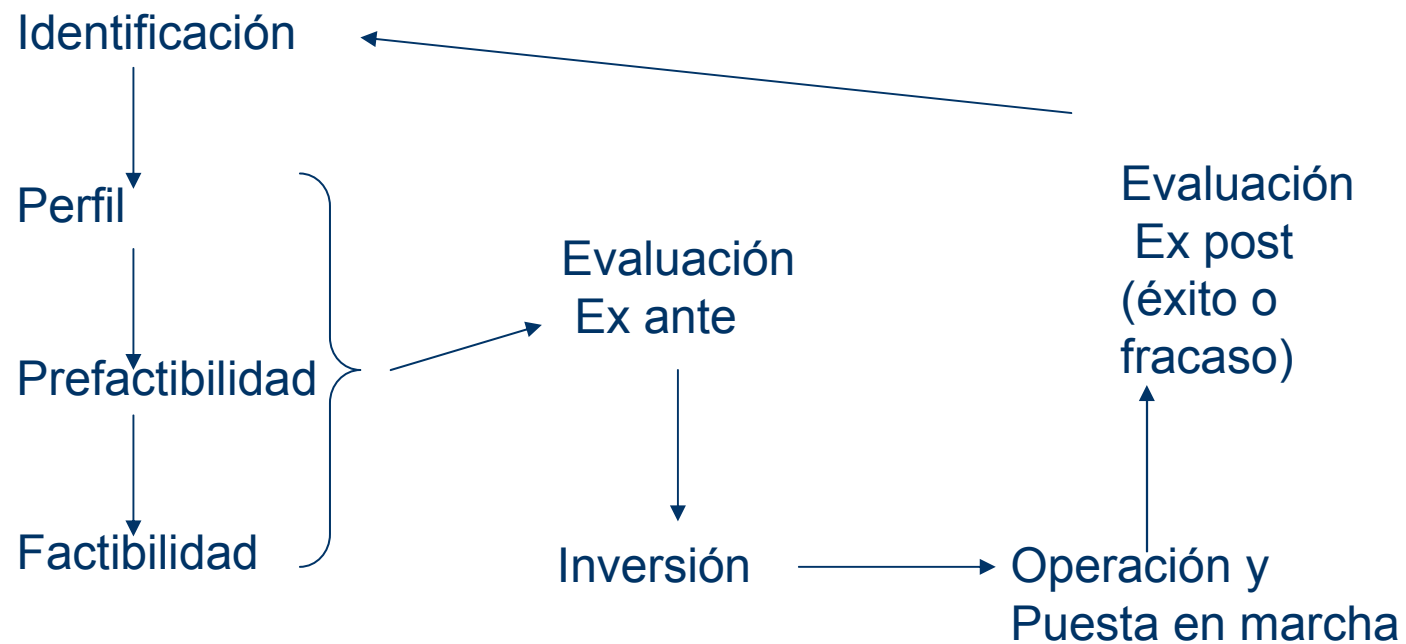 Identificación
Perfil
Prefactibilidad
Factibilidad
Evaluación
Ex ante
Inversión
Operación y
Puesta en marcha
Evaluación
Ex post
(éxito o
fracaso)